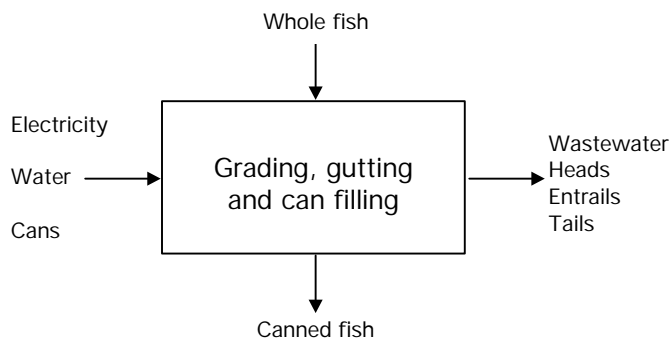 Whole fish
Electricity
Water
Cans
Grading, gutting
and can filling
Wastewater
Heads
Entrails
Tails
Canned fish